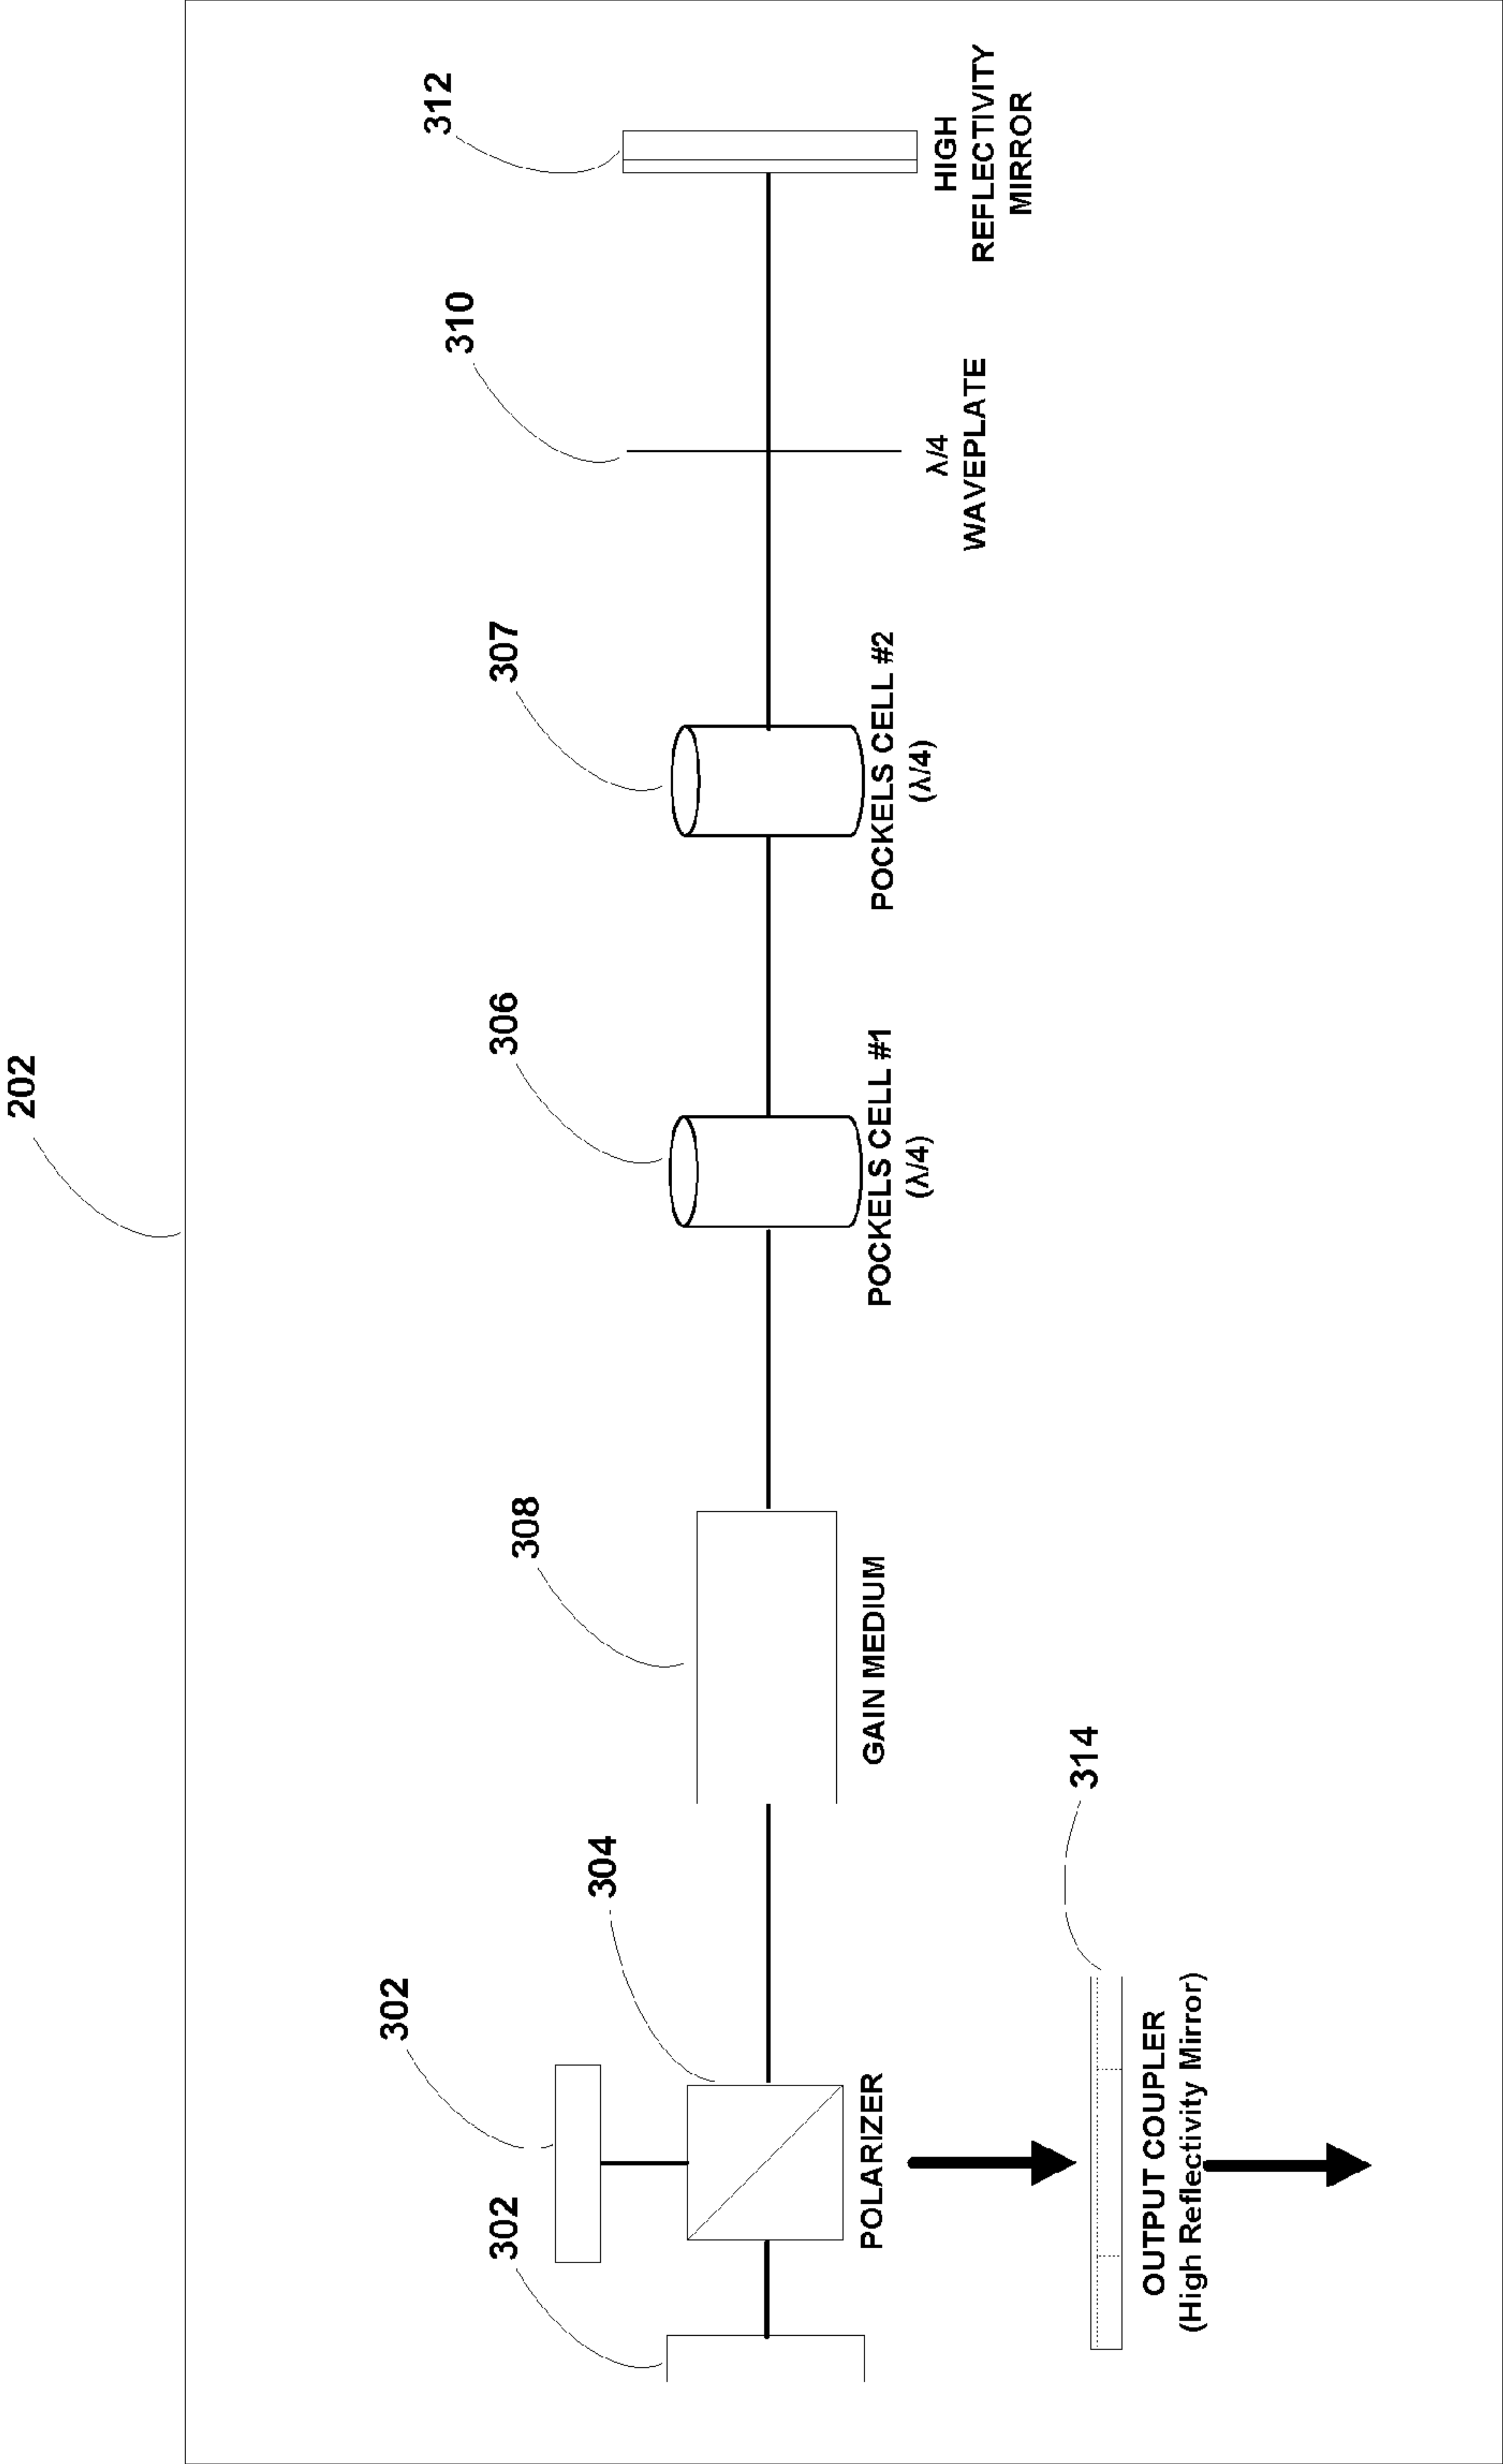 202
312
310
307
306
308
304
302
302
314
HIGH
REFLECTIVITY
MIRROR
λ/4
WAVEPLATE
POCKELS CELL #2
(λ/4)
POCKELS CELL #1
(λ/4)
GAIN MEDIUM
POLARIZER
OUTPUT COUPLER
(High Reflectivity Mirror)